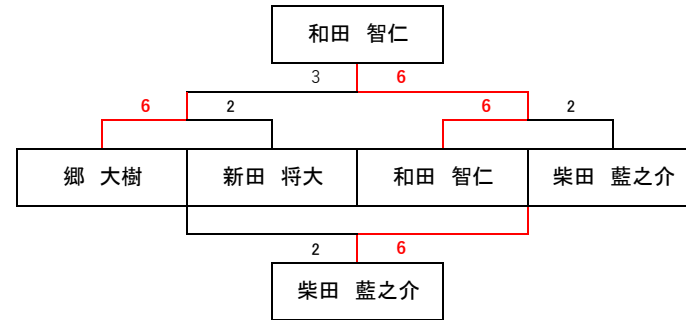 和田　智仁
3 6
6 2 6 2
郷　大樹 新田　将大 和田　智仁 柴田　藍之介
2 6
柴田　藍之介